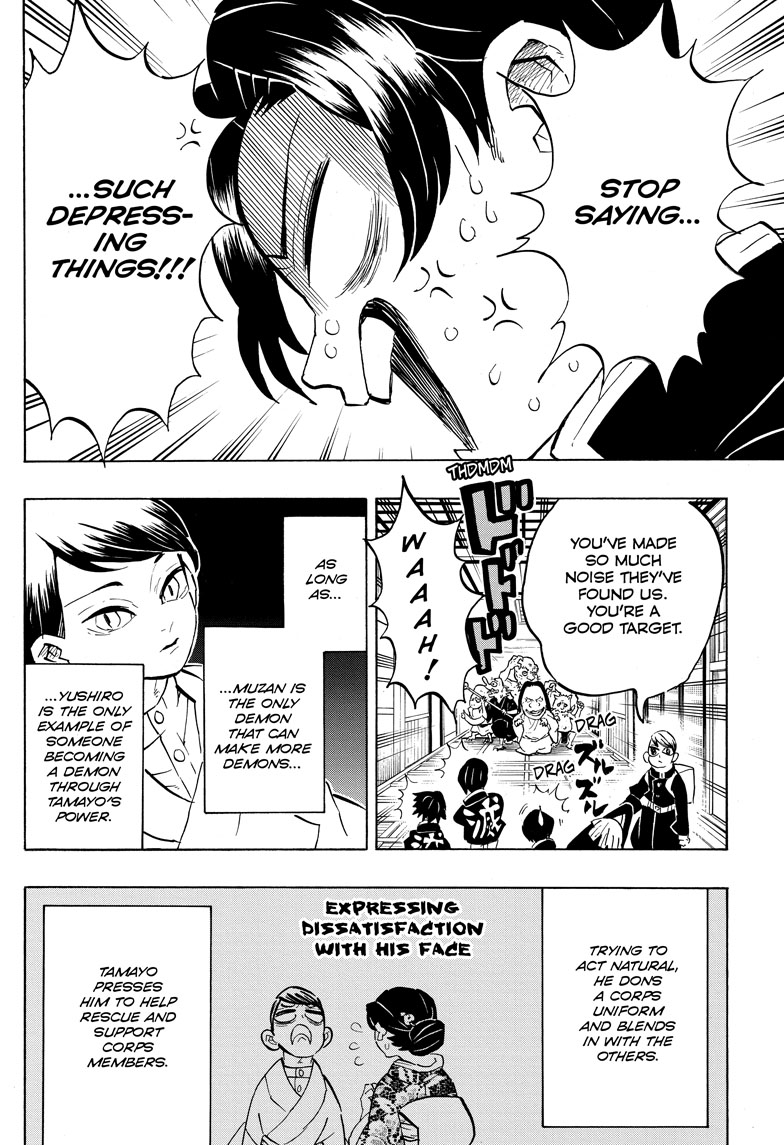 STOP
SAYING...
...SUCH
DEPRESS-
ING
THINGS!!!
THDMDM
ドドド
YOU'VE MADE
SO MUCH
NOISE THEY'VE
FOUND US.
YOU'RE A
GOOD TARGET.
WAAAH!
DRAG
ズル
DRAG
ズル
滅
AS
LONG
AS...
...MUZAN IS
THE ONLY
DEMON
THAT CAN
MAKE MORE
DEMONS...
...YUSHIRO
IS THE ONLY
EXAMPLE OF
SOMEONE
BECOMING
A DEMON
THROUGH
TAMAYO'S
POWER.
TRYING TO
ACT NATURAL,
HE DONS
A CORPS
UNIFORM
AND BLENDS
IN WITH THE
OTHERS.
EXPRESSING
DISSATISFACTION
WITH HIS FACE
TAMAYO
PRESSES
HIM TO HELP
RESCUE AND
SUPPORT
CORPS
MEMBERS.